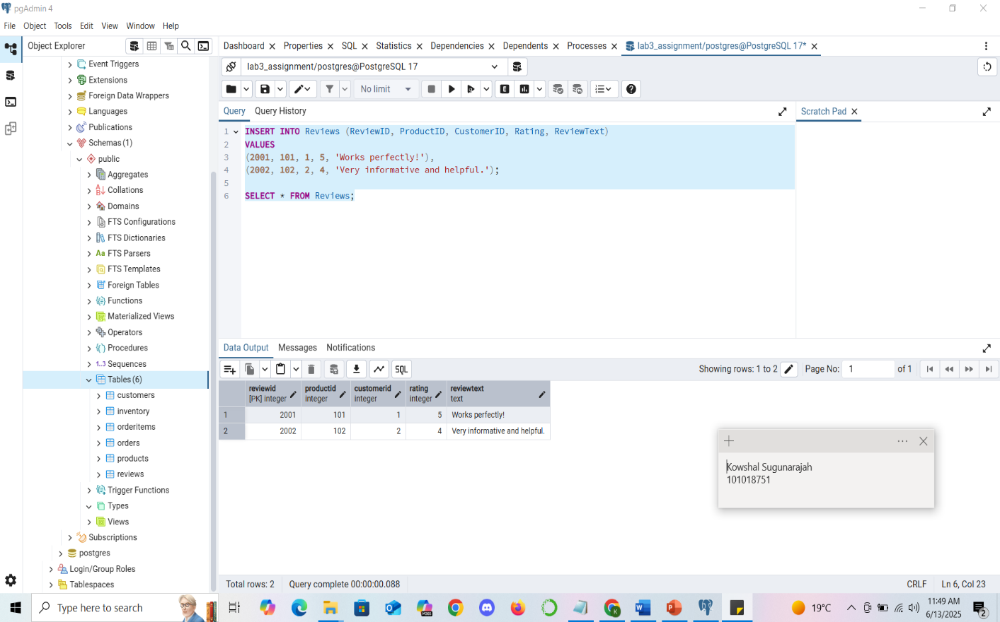 pgAdmin 4
File Object Tools Edit View Window Help
Object Explorer
Event Triggers
Extensions
Foreign Data Wrappers
Languages
Publications
Schemas (1)
public
Aggregates
Collations
Domains
FTS Configurations
FTS Dictionaries
Aa FTS Parsers
FTS Templates
Foreign Tables
Functions
Materialized Views
Operators
Procedures
1..3 Sequences
Tables (6)
customers
inventory
orderitems
orders
products
reviews
Trigger Functions
Types
Views
Subscriptions
postgres
Login/Group Roles
Tablespaces
Dashboard Properties SQL Statistics Dependencies Dependents Processes lab3_assignment/postgres@PostgreSQL 17*
lab3_assignment/postgres@PostgreSQL 17
No limit E
Query Query History
Scratch Pad
1 INSERT INTO Reviews (ReviewID, ProductID, CustomerID, Rating, ReviewText)
2 VALUES
3 (2001, 101, 1, 5, 'Works perfectly!'),
4 (2002, 102, 2, 4, 'Very informative and helpful.');
5
6 SELECT * FROM Reviews;
Data Output Messages Notifications
SQL
Showing rows: 1 to 2 Page No: 1 of 1
reviewid productid customerid rating reviewtext
[PK] integer integer integer integer text
1 2001 101 1 5 Works perfectly!
2 2002 102 2 4 Very informative and helpful.
Kowshal Sugunarajah
101018751
Total rows: 2 Query complete 00:00:00.088 CRLF Ln 6, Col 23
Type here to search
19°C
11:49 AM
6/13/2025
2